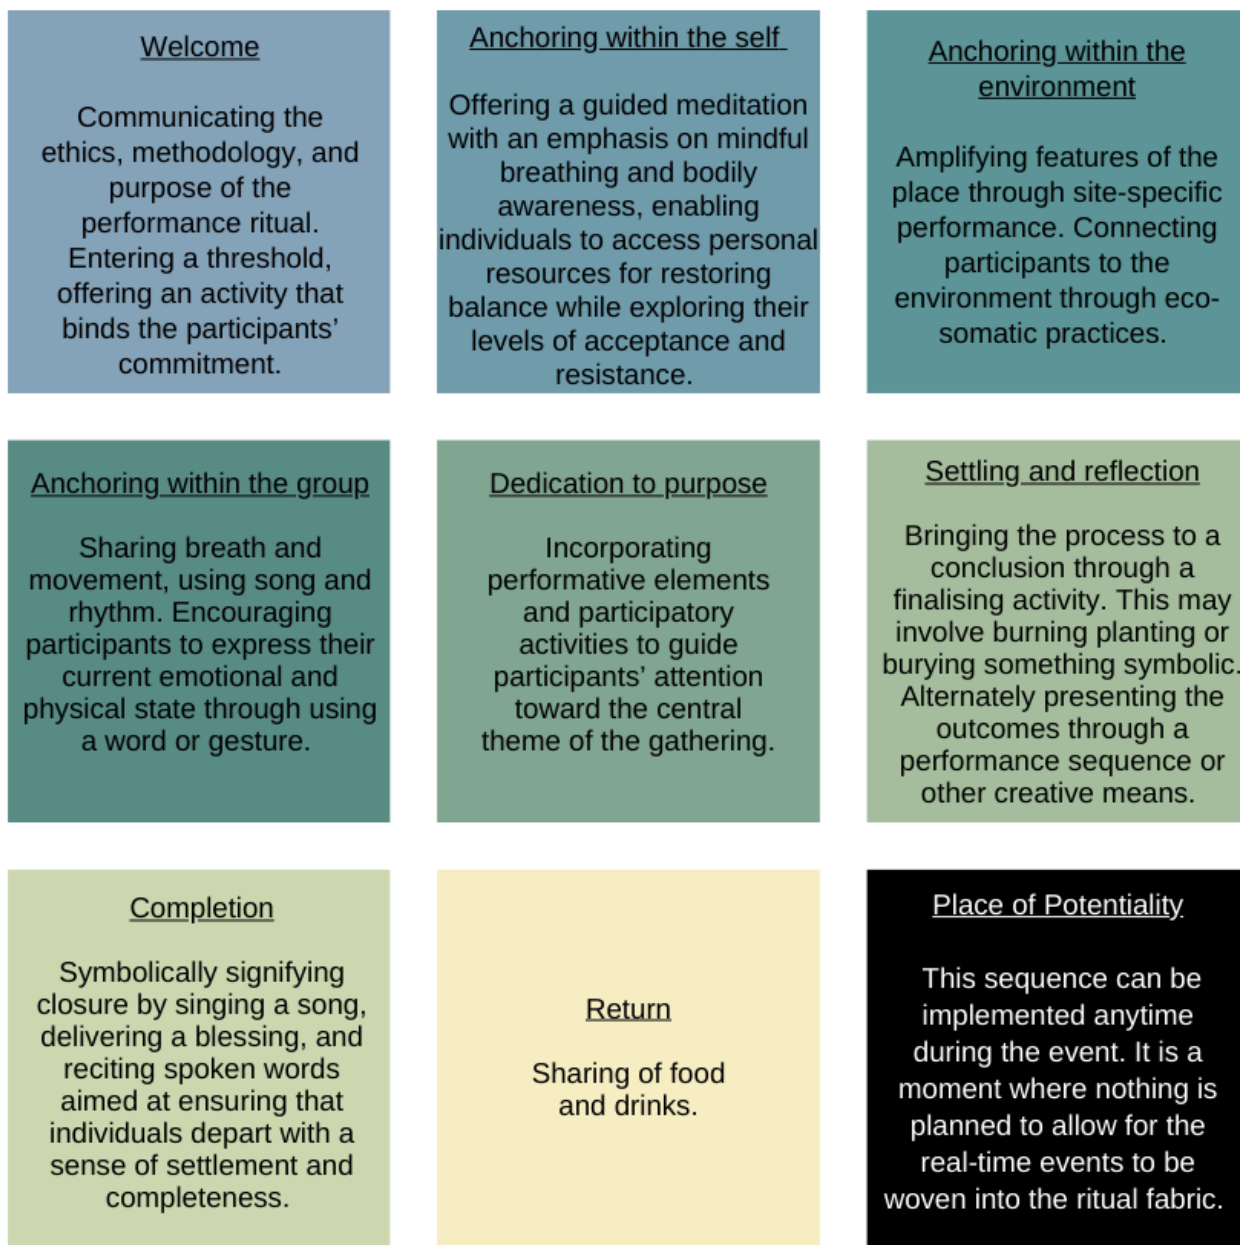 Welcome
Communicating the
ethics, methodology, and
purpose of the
performance ritual.
Entering a threshold,
offering an activity that
binds the participants’
commitment.
Anchoring within the self
Offering a guided meditation
with an emphasis on mindful
breathing and bodily
awareness, enabling
individuals to access personal
resources for restoring
balance while exploring their
levels of acceptance and
resistance.
Anchoring within the
environment
Amplifying features of the
place through site-specific
performance. Connecting
participants to the
environment through eco-
somatic practices.
Anchoring within the group
Sharing breath and
movement, using song and
rhythm. Encouraging
participants to express their
current emotional and
physical state through using
a word or gesture.
Dedication to purpose
Incorporating
performative elements
and participatory
activities to guide
participants’ attention
toward the central
theme of the gathering.
Settling and reflection
Bringing the process to a
conclusion through a
finalising activity. This may
involve burning planting or
burying something symbolic.
Alternately presenting the
outcomes through a
performance sequence or
other creative means.
Completion
Symbolically signifying
closure by singing a song,
delivering a blessing, and
reciting spoken words
aimed at ensuring that
individuals depart with a
sense of settlement and
completeness.
Return
Sharing of food
and drinks.
Place of Potentiality
This sequence can be
implemented anytime
during the event. It is a
moment where nothing is
planned to allow for the
real-time events to be
woven into the ritual fabric.